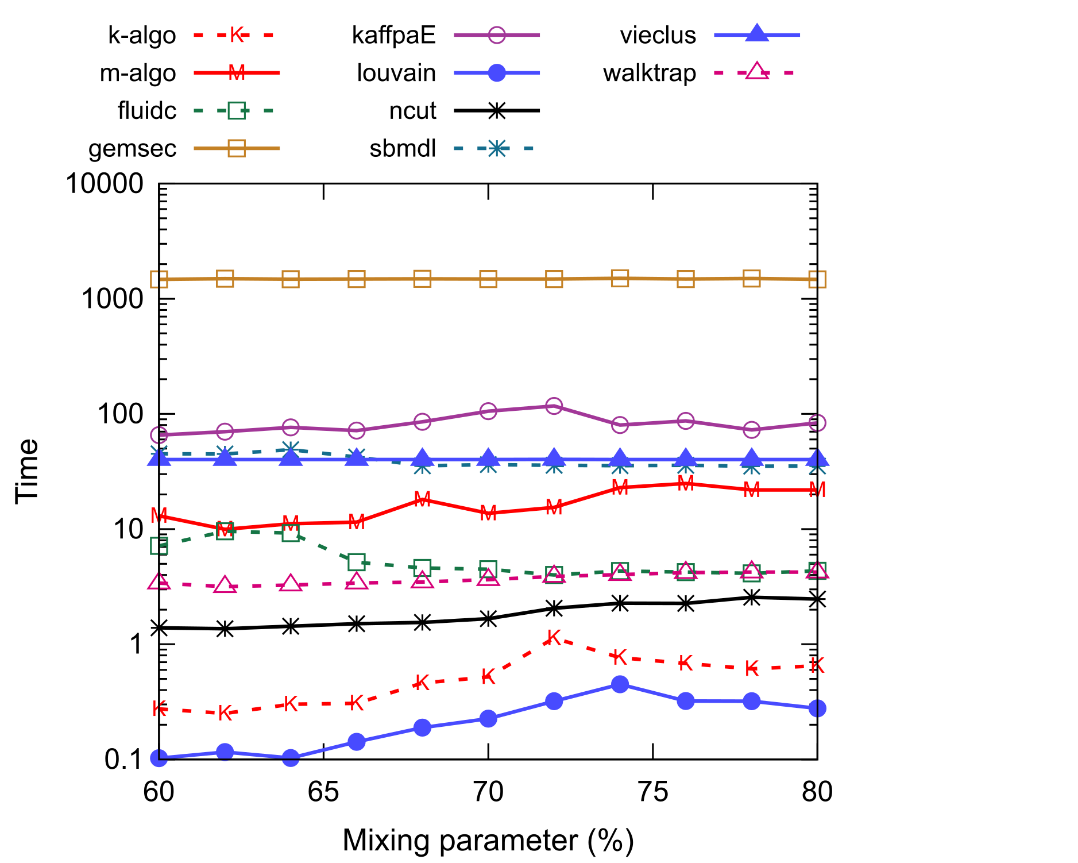 k-algo kaffpaE vieclus
m-algo louvain walktrap
fluidc ncut
gemsec sbmdl
10000
1000
100
10
1
0.1
Time
60 65 70 75 80
Mixing parameter (%)